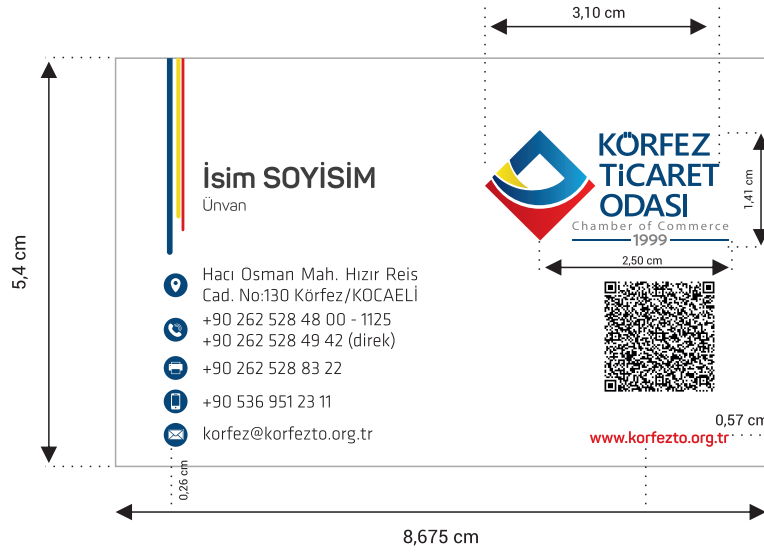 3,10 cm
5,4 cm
İsim SOYİSİM
Ünvan
KÖRFEZ
TİCARET
ODASI
Chamber of Commerce
1999
1,41 cm
2,50 cm
Hacı Osman Mah. Hızır Reis
Cad. No:130 Körfez/KOCAELİ
+90 262 528 48 00 - 1125
+90 262 528 49 42 (direk)
+90 262 528 83 22
+90 536 951 23 11
korfez@korfezto.org.tr
0,57 cm
www.korfezto.org.tr
0,26 cm
8,675 cm